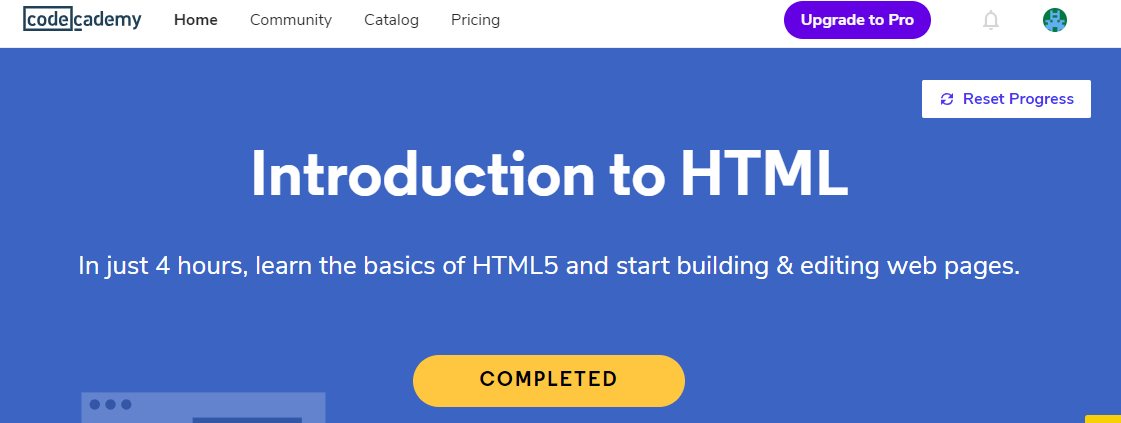 codecademy Home Community Catalog Pricing Upgrade to Pro
Reset Progress
Introduction to HTML
In just 4 hours, learn the basics of HTML5 and start building & editing web pages.
COMPLETED